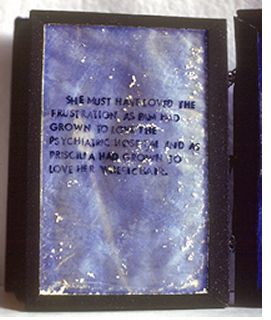 SHE MUST HAVE LOVED THE
FRUSTRATION, AS PAM HAD
GROWN TO LOVE THE
PSYCHIATRIC HOSPITAL AND AS
PRISCILLA HAD GROWN TO
LOVE HER WHEELCHAIR.